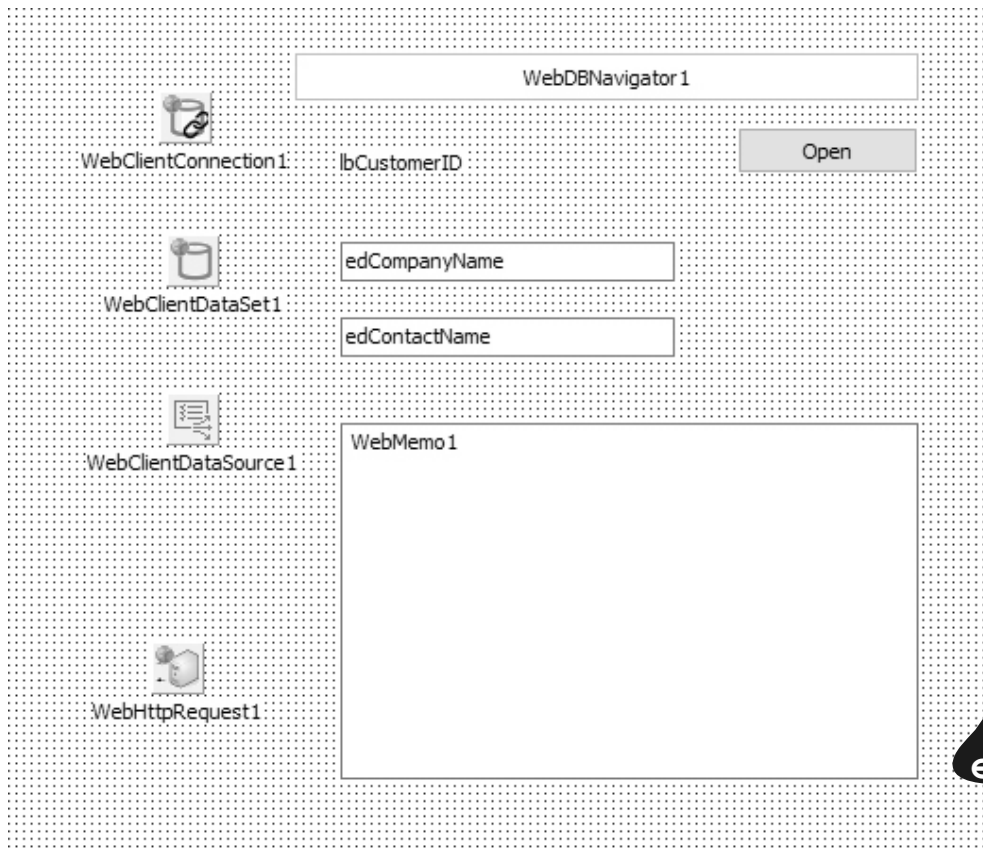 WebDBNavigator1
WebClientConnection1
lbCustomerID
Open
WebClientDataSet1
edCompanyName
edContactName
WebClientDataSource1
WebMemo1
WebHttpRequest1
e